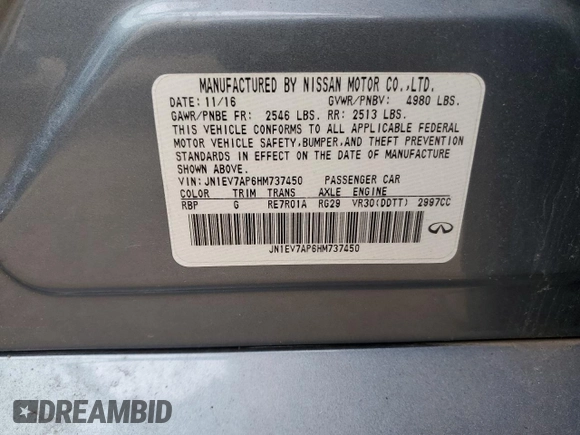 MANUFACTURED BY NISSAN MOTOR CO.,LTD.
DATE: 11/16 GVWR/PNBV: 4980 LBS.
GAWR/PNBE FR: 2546 LBS. RR: 2513 LBS.
THIS VEHICLE CONFORMS TO ALL APPLICABLE FEDERAL
MOTOR VEHICLE SAFETY,BUMPER,AND THEFT PREVENTION
STANDARDS IN EFFECT ON THE DATE OF MANUFACTURE
SHOWN ABOVE.
VIN: JN1EV7AP6HM737450 PASSENGER CAR
COLOR TRIM TRANS AXLE ENGINE
RBP G RE7R01A RG29 VR30(DDTT) 2997CC
JN1EV7AP6HM737450
DREAMBID